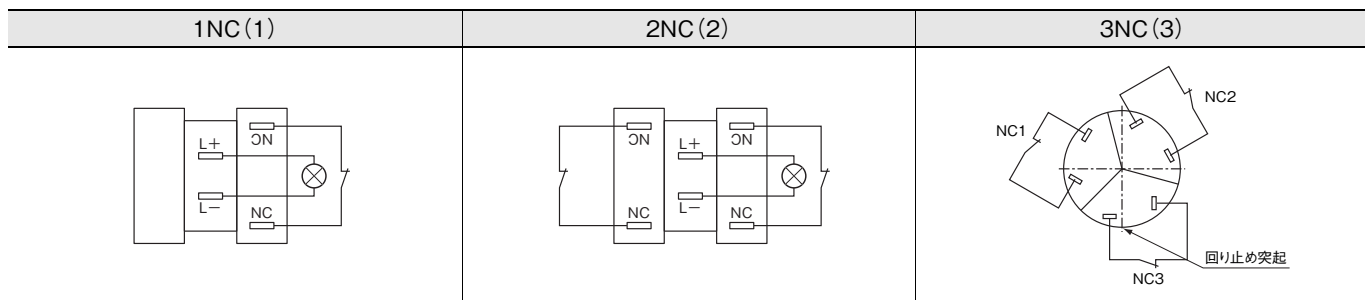 1NC(1)
2NC(2)
3NC(3)
NC
L+
L−
NC
NC
NC
L+
L−
NC
NC
NC1
NC2
NC3
回り止め突起